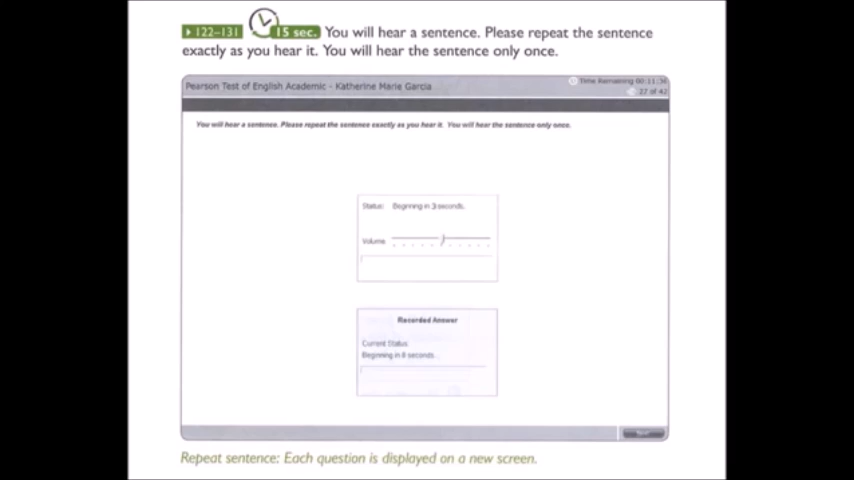 ▸ 122–131 15 sec. You will hear a sentence. Please repeat the sentence
exactly as you hear it. You will hear the sentence only once.
Pearson Test of English Academic - Katherine Marie Garcia
Time Remaining 00:11:36
27 of 42
You will hear a sentence. Please repeat the sentence exactly as you hear it. You will hear the sentence only once.
Status: Beginning in 3 seconds.
Volume
Recorded Answer
Current Status
Beginning in 8 seconds.
Next
Repeat sentence: Each question is displayed on a new screen.